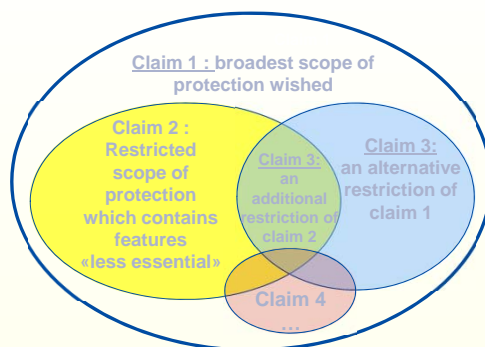 Claim 1 : broadest scope of
protection wished
Claim 2 :
Restricted
scope of
protection
which contains
features
«less essential»
Claim 3:
an
additional
restriction of
claim 2
Claim 3:
an alternative
restriction of
claim 1
Claim 4
...